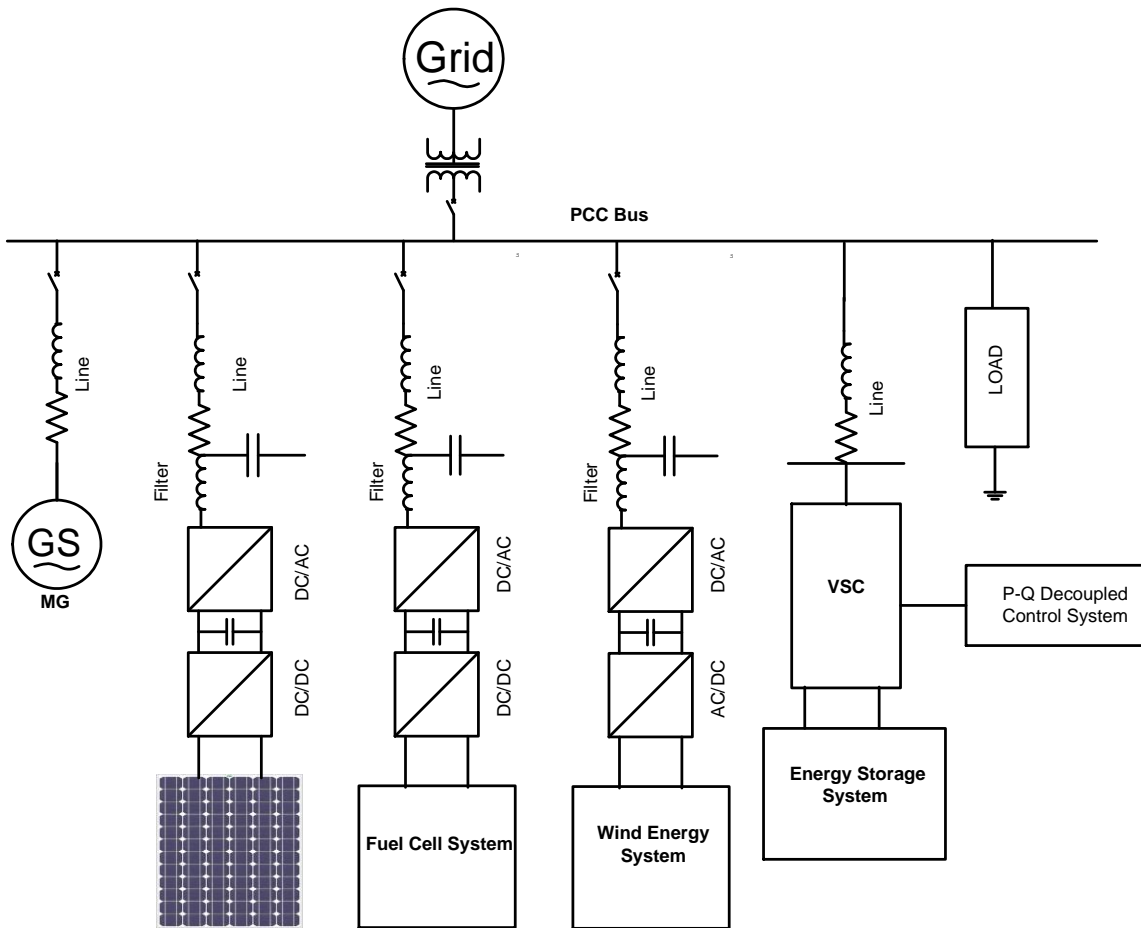 Grid
PCC Bus
3
3
Line
Line
Line
Line
Line
LOAD
Filter
Filter
Filter
GS
MG
DC/AC
DC/AC
DC/AC
VSC
P-Q Decoupled
Control System
DC/DC
DC/DC
AC/DC
Energy Storage
System
Fuel Cell System
Wind Energy
System